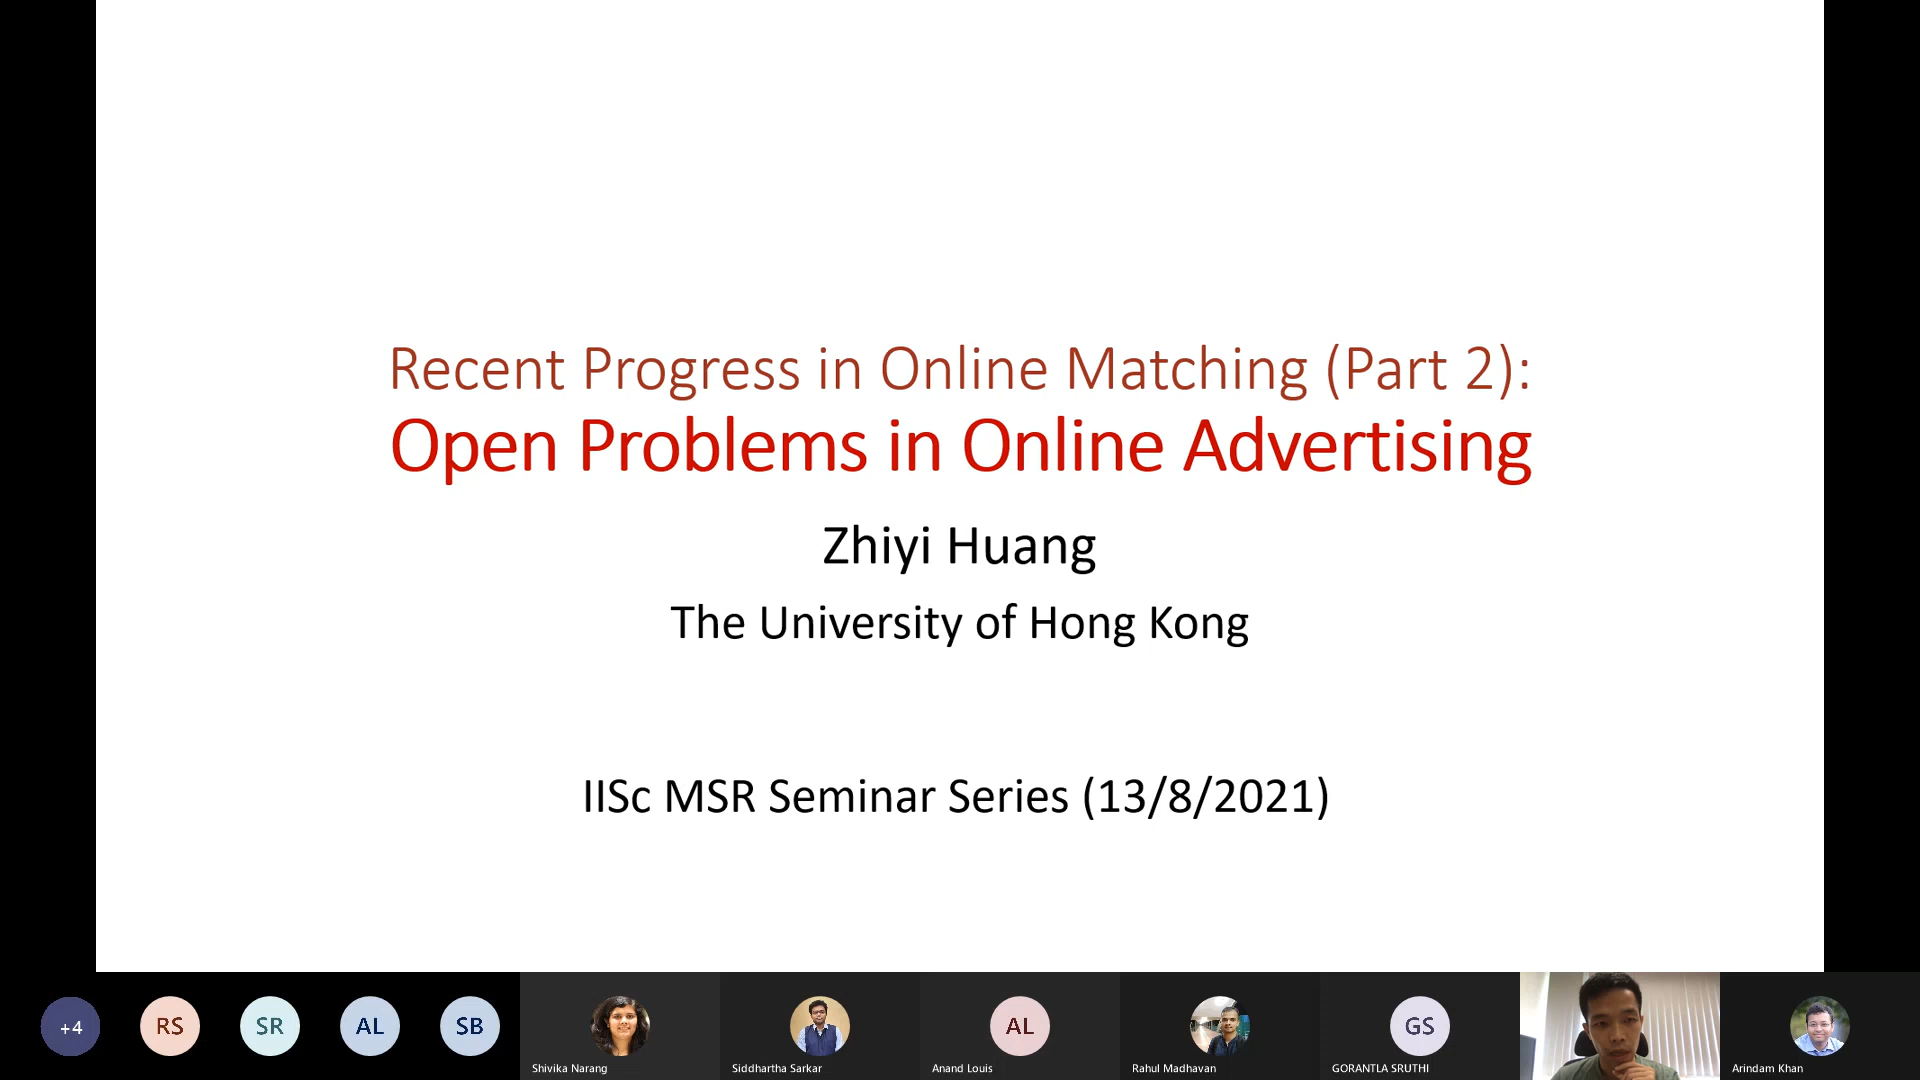 Recent Progress in Online Matching (Part 2):
Open Problems in Online Advertising
Zhiyi Huang
The University of Hong Kong
IISc MSR Seminar Series (13/8/2021)
+4
RS
SR
AL
SB
Shivika Narang
Siddhartha Sarkar
AL
Anand Louis
Rahul Madhavan
GS
GORANTLA SRUTHI
Arindam Khan